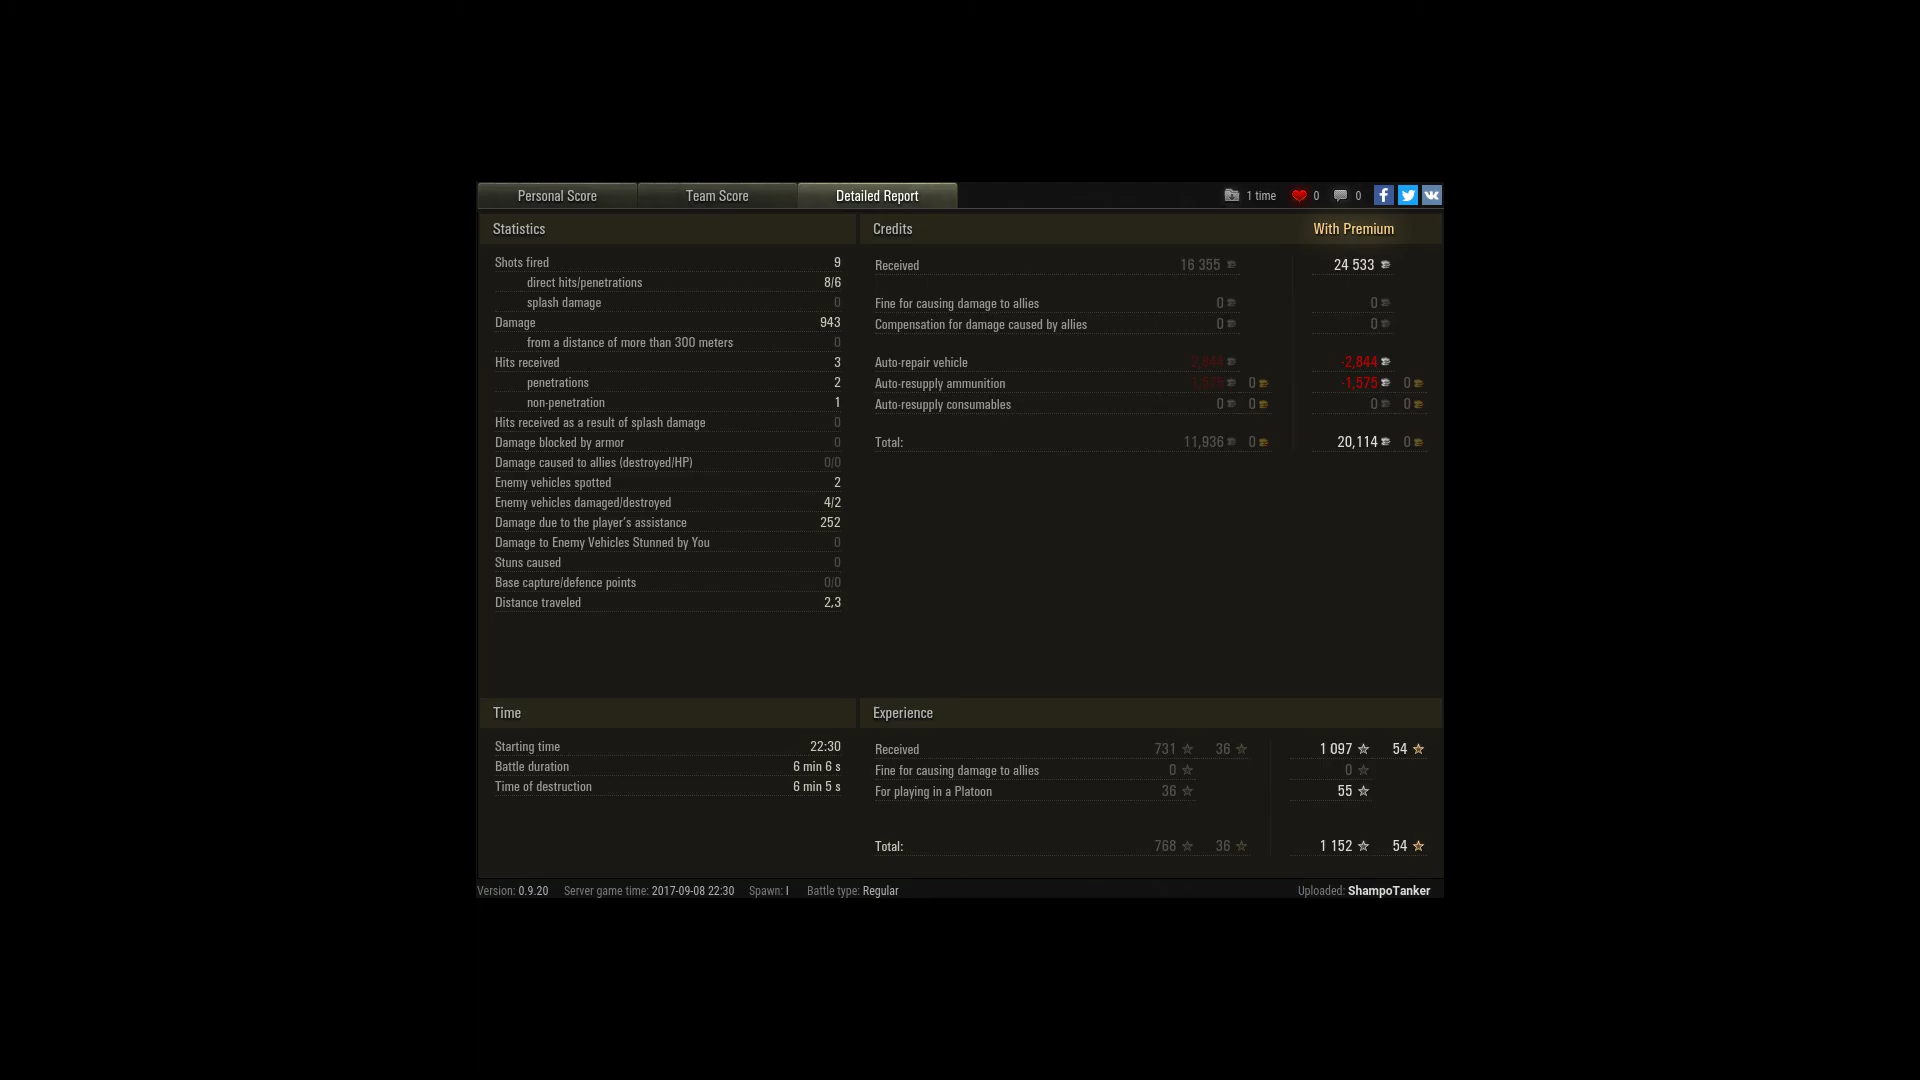 Personal Score Team Score Detailed Report 1 time 0 0
Statistics
Shots fired 9
direct hits/penetrations 8/6
splash damage 0
Damage 943
from a distance of more than 300 meters 0
Hits received 3
penetrations 2
non-penetration 1
Hits received as a result of splash damage 0
Damage blocked by armor 0
Damage caused to allies (destroyed/HP) 0/0
Enemy vehicles spotted 2
Enemy vehicles damaged/destroyed 4/2
Damage due to the player's assistance 252
Damage to Enemy Vehicles Stunned by You 0
Stuns caused 0
Base capture/defence points 0/0
Distance traveled 2,3
Credits With Premium
Received 16 355 24 533
Fine for causing damage to allies 0 0
Compensation for damage caused by allies 0 0
Auto-repair vehicle -2,844 -2,844
Auto-resupply ammunition -1,575 0 -1,575 0
Auto-resupply consumables 0 0 0 0
Total: 11,936 0 20,114 0
Time
Starting time 22:30
Battle duration 6 min 6 s
Time of destruction 6 min 5 s
Experience
Received 731 36 1 097 54
Fine for causing damage to allies 0 0
For playing in a Platoon 36 55
Total: 768 36 1 152 54
Version: 0.9.20 Server game time: 2017-09-08 22:30 Spawn: I Battle type: Regular Uploaded: ShampoTanker